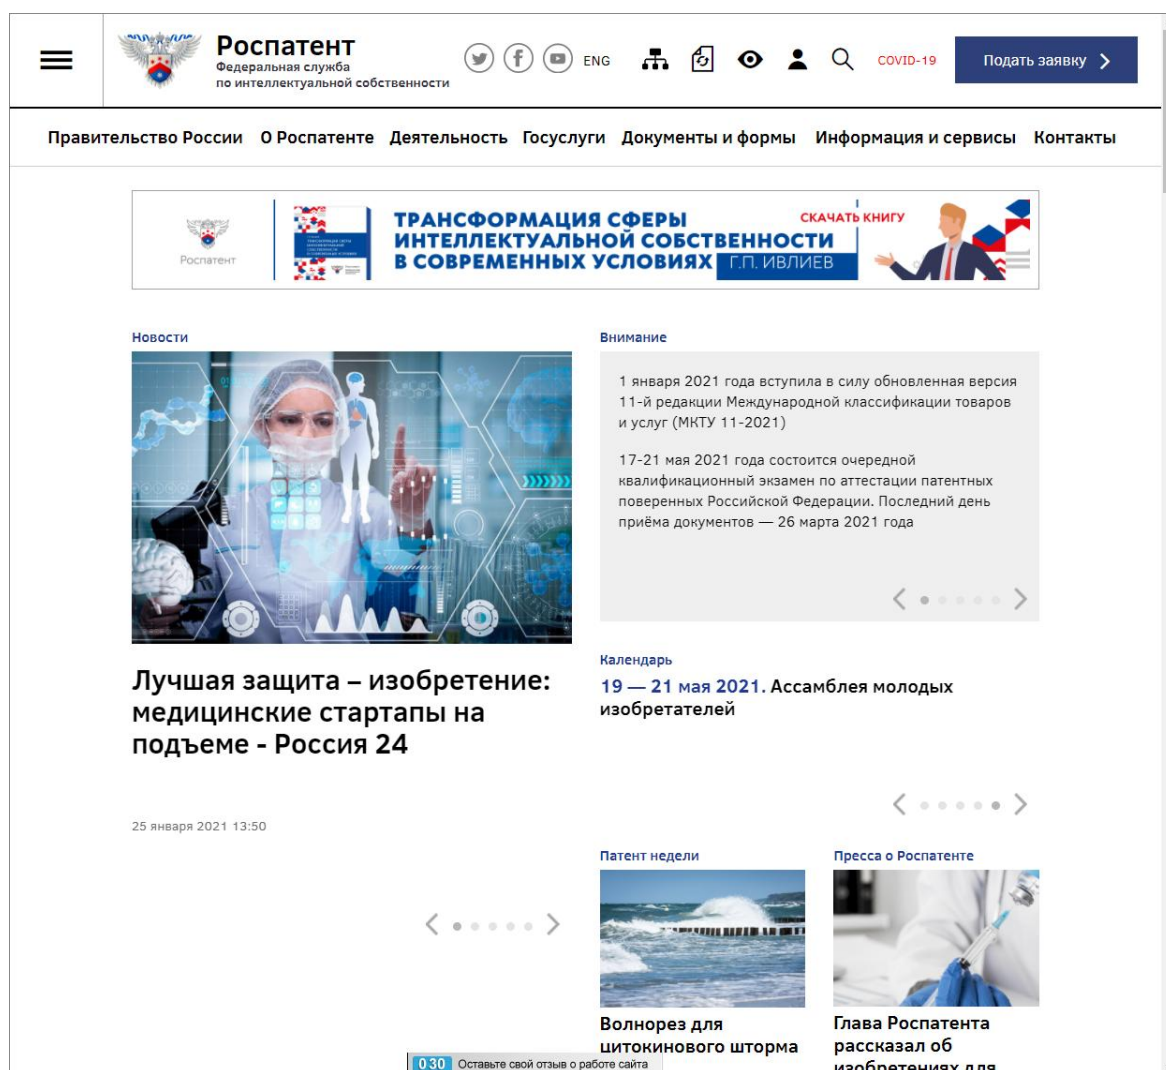 Роспатент
Федеральная служба
по интеллектуальной собственности
ENG
COVID-19
Подать заявку
Правительство России О Роспатенте Деятельность Госуслуги Документы и формы Информация и сервисы Контакты
Роспатент
ТРАНСФОРМАЦИЯ СФЕРЫ
ИНТЕЛЛЕКТУАЛЬНОЙ СОБСТВЕННОСТИ
В СОВРЕМЕННЫХ УСЛОВИЯХ Г.П. ИВЛИЕВ
СКАЧАТЬ КНИГУ
Новости
Лучшая защита – изобретение:
медицинские стартапы на
подъеме - Россия 24
25 января 2021 13:50
Внимание
1 января 2021 года вступила в силу обновленная версия
11-й редакции Международной классификации товаров
и услуг (МКТУ 11-2021)
17-21 мая 2021 года состоится очередной
квалификационный экзамен по аттестации патентных
поверенных Российской Федерации. Последний день
приёма документов — 26 марта 2021 года
Календарь
19 — 21 мая 2021. Ассамблея молодых
изобретателей
Патент недели
Волнорез для
цитокинового шторма
Пресса о Роспатенте
Глава Роспатента
рассказал об
изобретениях для
0.30 Оставьте свой отзыв о работе сайта